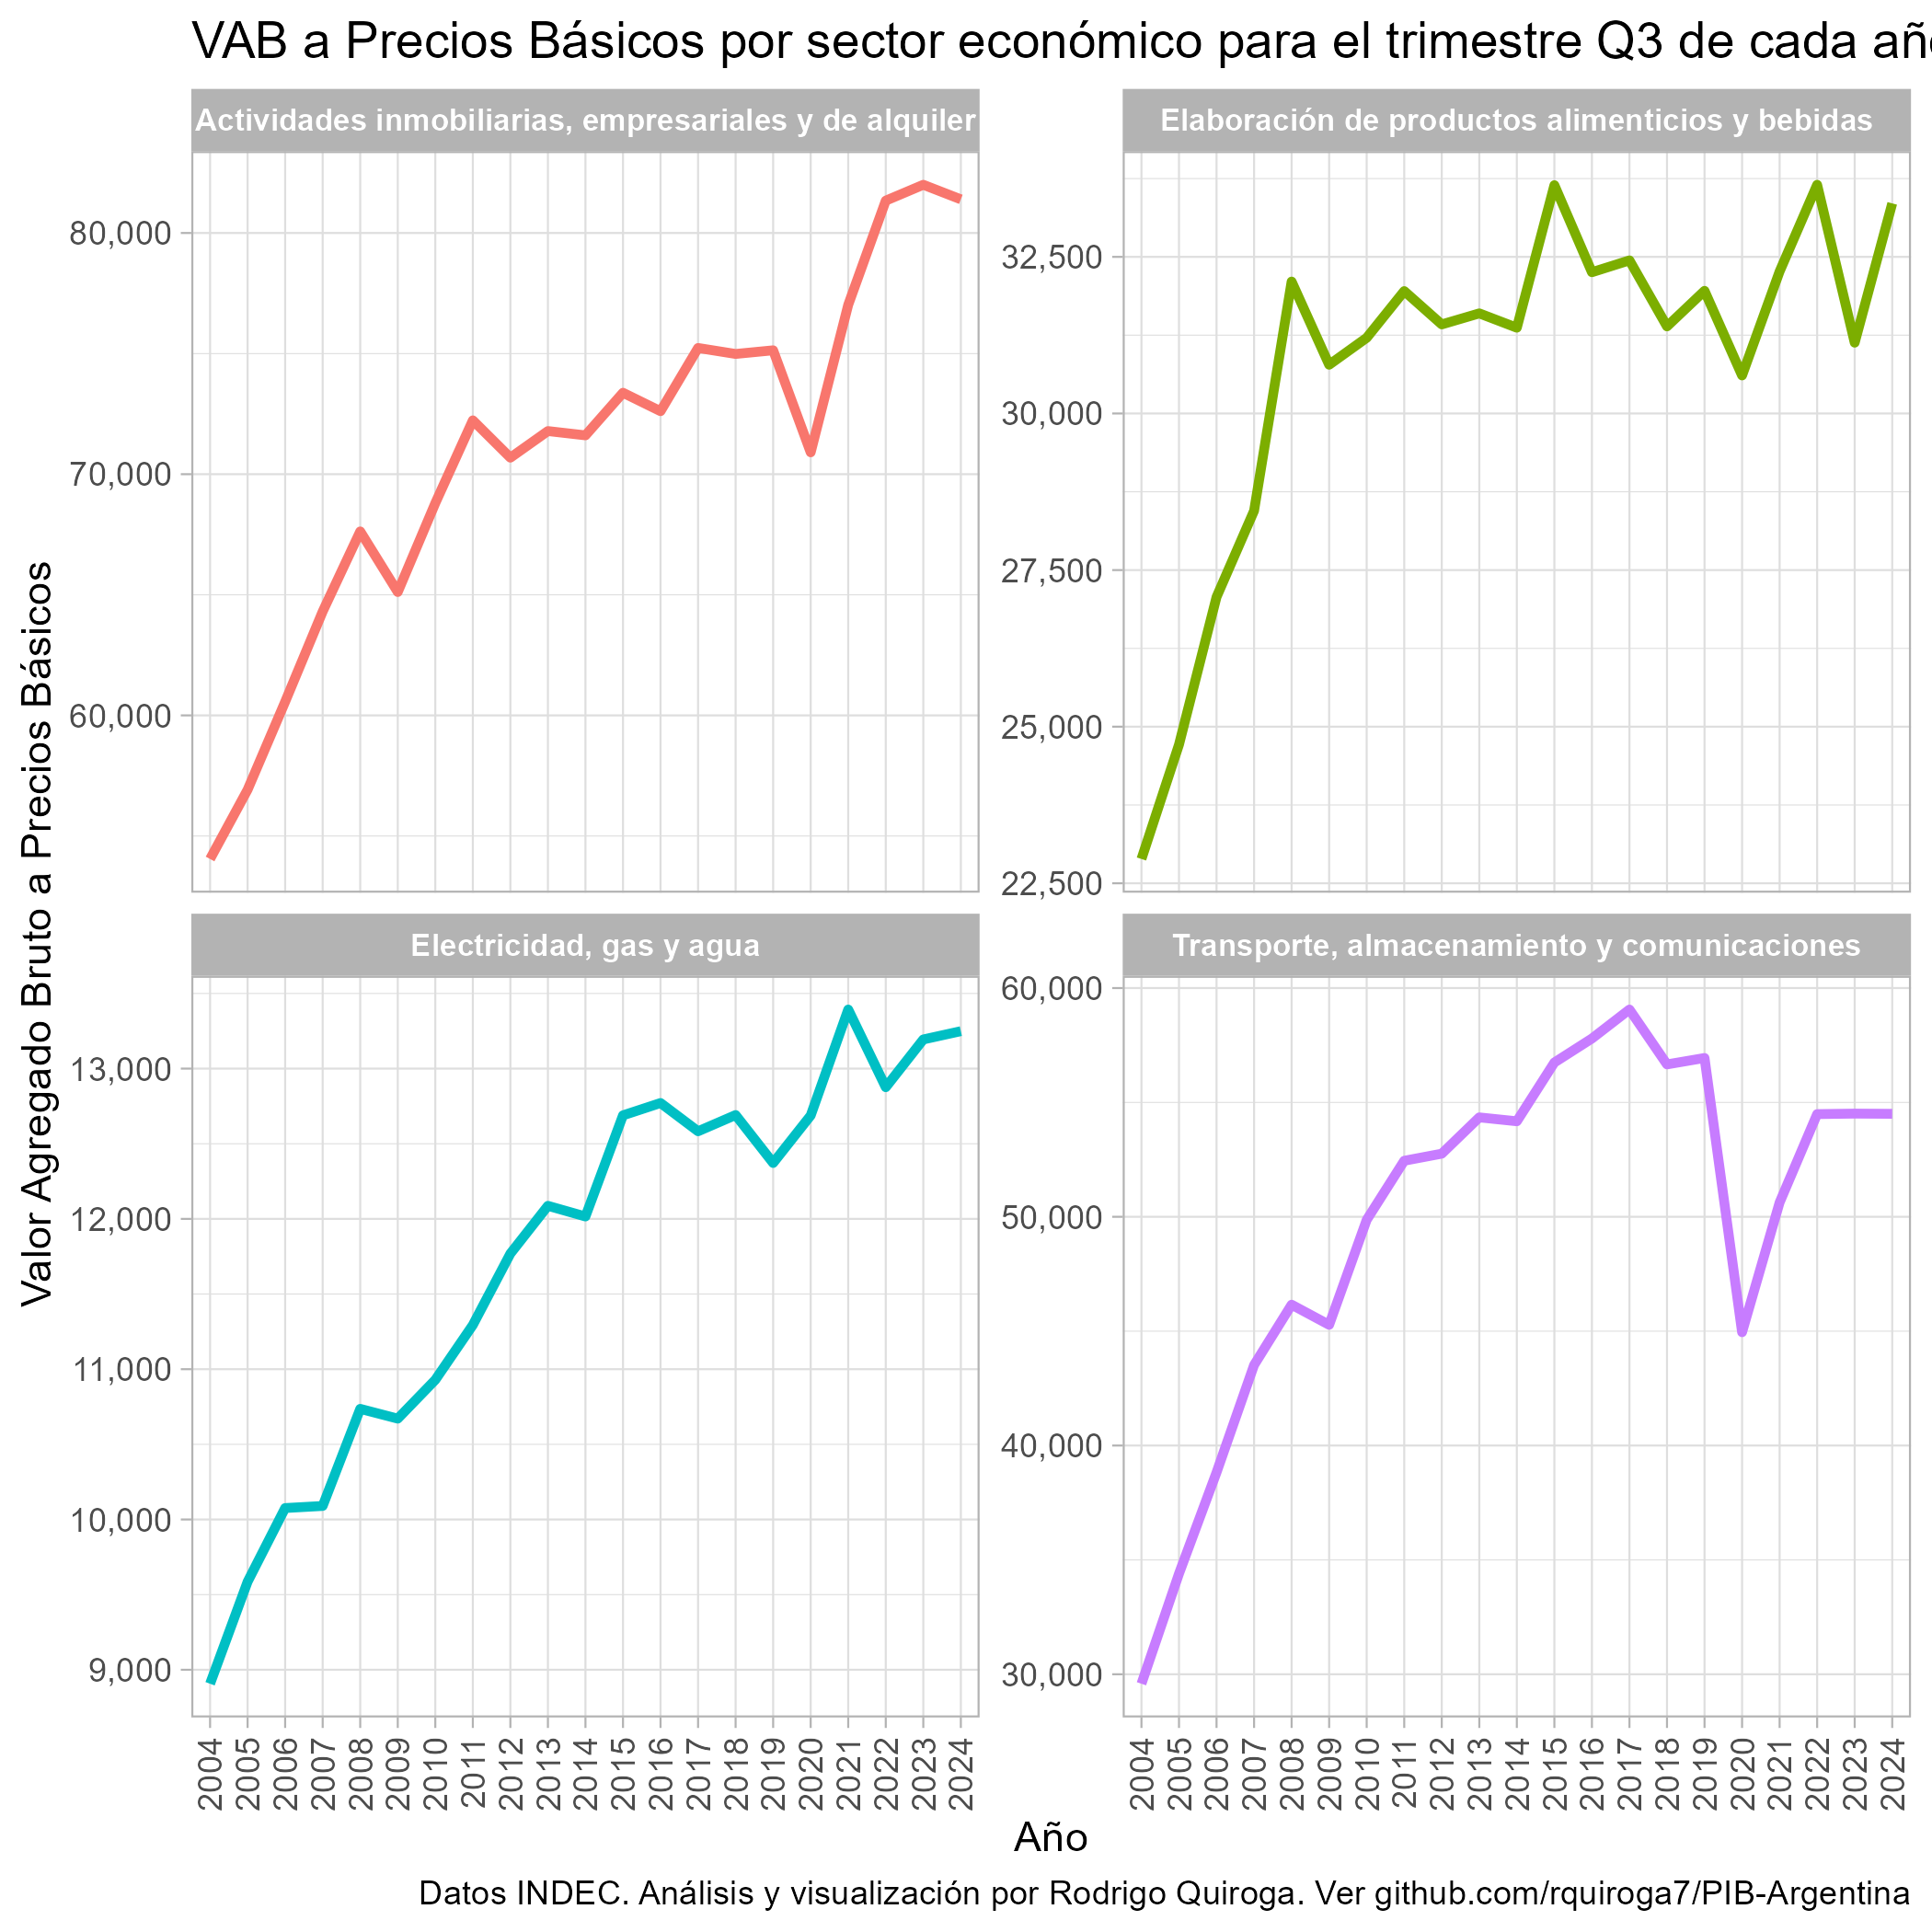 VAB a Precios Básicos por sector económico para el trimestre Q3 de cada añ
Valor Agregado Bruto a Precios Básicos
Actividades inmobiliarias, empresariales y de alquiler
80,000
70,000
60,000
Elaboración de productos alimenticios y bebidas
32,500
30,000
27,500
25,000
22,500
Electricidad, gas y agua
13,000
12,000
11,000
10,000
9,000
2004 2005 2006 2007 2008 2009 2010 2011 2012 2013 2014 2015 2016 2017 2018 2019 2020 2021 2022 2023 2024
Transporte, almacenamiento y comunicaciones
60,000
50,000
40,000
30,000
2004 2005 2006 2007 2008 2009 2010 2011 2012 2013 2014 2015 2016 2017 2018 2019 2020 2021 2022 2023 2024
Año
Datos INDEC. Análisis y visualización por Rodrigo Quiroga. Ver github.com/rquiroga7/PIB-Argentina